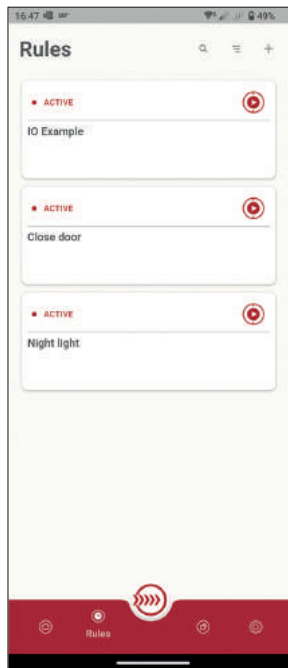 16:47
49%
Rules
ACTIVE
IO Example
ACTIVE
Close door
ACTIVE
Night light
Rules